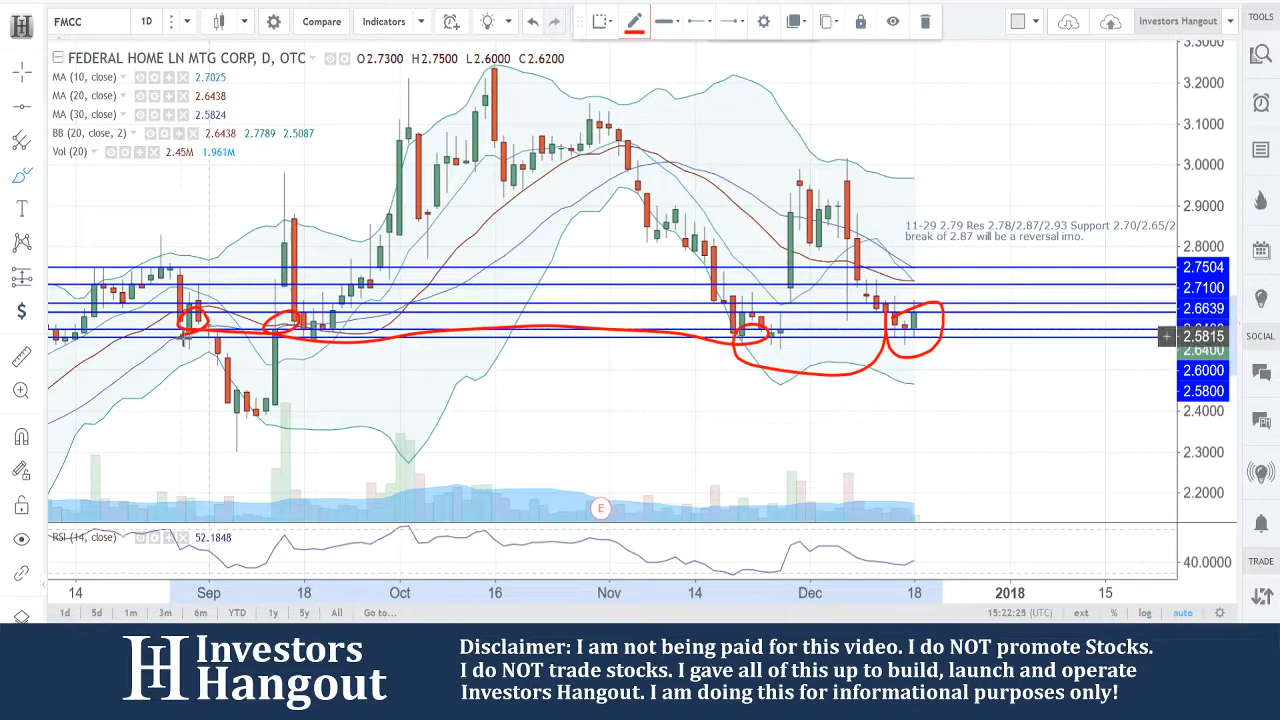 FMCC 1D Compare Indicators Investors Hangout TOOLS
FEDERAL HOME LN MTG CORP, D, OTC O2.7300 H2.7500 L2.6000 C2.6200
MA (10, close) 2.7025
MA (20, close) 2.6438
MA (30, close) 2.5824
BB (20, close, 2) 2.6438 2.7789 2.5087
Vol (20) 2.45M 1.961M
3.3000
3.2000
3.1000
3.0000
2.9000
11-29 2.79 Res 2.78/2.87/2.93 Support 2.70/2.65/2
break of 2.87 will be a reversal imo.
2.8000
2.7504
2.7100
2.6639
2.5815
SOCIAL
2.6400
2.6000
2.5800
2.4000
2.3000
2.2000
E
RSI (14, close) 52.1848
40.0000
TRADE
14 Sep 18 Oct 16 Nov 14 Dec 18 2018 15
1d 5d 1m 3m 6m YTD 1y 5y All Go to... 15:22:25 (UTC) ext % log auto
H Investors Hangout
Disclaimer: I am not being paid for this video. I do NOT promote Stocks.
I do NOT trade stocks. I gave all of this up to build, launch and operate
Investors Hangout. I am doing this for informational purposes only!